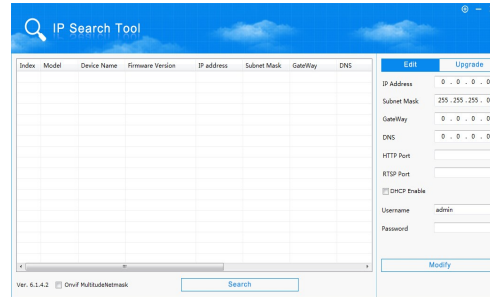 IP Search Tool
Index Model Device Name Firmware Version IP address Subnet Mask GateWay DNS
Edit Upgrade
IP Address 0 . 0 . 0 . 0
Subnet Mask 255 . 255 . 255 . 0
GateWay 0 . 0 . 0 . 0
DNS 0 . 0 . 0 . 0
HTTP Port
RTSP Port
DHCP Enable
Username admin
Password
Modify
Ver. 6.1.4.2 Onvif MultitudeNetmask Search